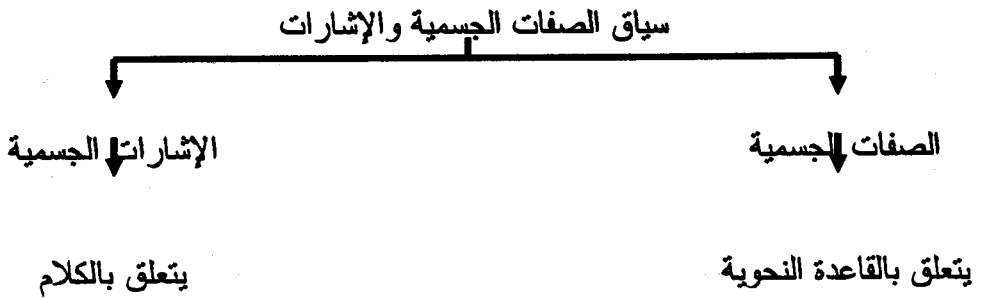 سياق الصفات الجسمية والإشارات
الصفات الجسمية
الإشارات الجسمية
يتعلق بالقاعدة النحوية
يتعلق بالكلام